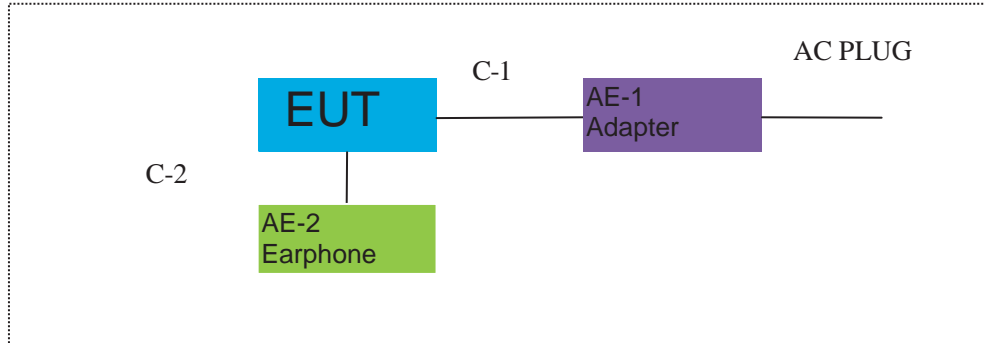 AC PLUG
C-1
EUT
AE-1
Adapter
C-2
AE-2
Earphone